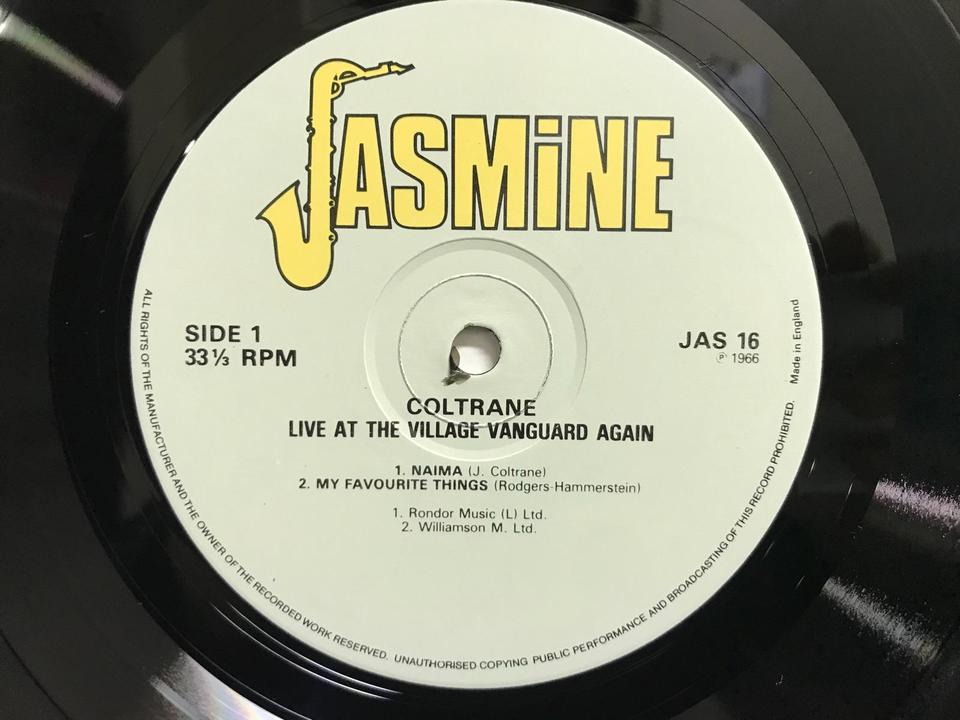 JASMiNE
SIDE 1
33⅓ RPM
JAS 16
℗ 1966
Made in England
COLTRANE
LIVE AT THE VILLAGE VANGUARD AGAIN
1. NAIMA (J. Coltrane)
2. MY FAVOURITE THINGS (Rodgers-Hammerstein)
1. Rondor Music (L) Ltd.
2. Williamson M. Ltd.
ALL RIGHTS OF THE MANUFACTURER AND THE OWNER OF THE RECORDED WORK RESERVED. UNAUTHORISED COPYING PUBLIC PERFORMANCE AND BROADCASTING OF THIS RECORD PROHIBITED.